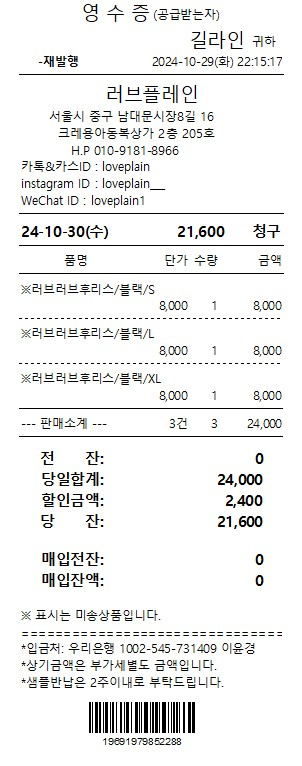 영 수 증 (공급받는자)
길라인 귀하
-재발행 2024-10-29(화) 22:15:17
러브플레인
서울시 중구 남대문시장8길 16
크레용아동복상가 2층 205호
H.P 010-9181-8966
카톡&카스ID : loveplain
instagram ID : loveplain__
WeChat ID : loveplain1
24-10-30(수) 21,600 청구
품명 단가 수량 금액
※러브러브후리스/블랙/S
8,000 1 8,000
※러브러브후리스/블랙/L
8,000 1 8,000
※러브러브후리스/블랙/XL
8,000 1 8,000
--- 판매소계 --- 3건 3 24,000
전 잔: 0
당일합계: 24,000
할인금액: 2,400
당 잔: 21,600
매입전잔: 0
매입잔액: 0
※ 표시는 미송상품입니다.
==============================
*입금처: 우리은행 1002-545-731409 이윤경
*상기금액은 부가세별도 금액입니다.
*샘플반납은 2주이내로 부탁드립니다.
19691979852288